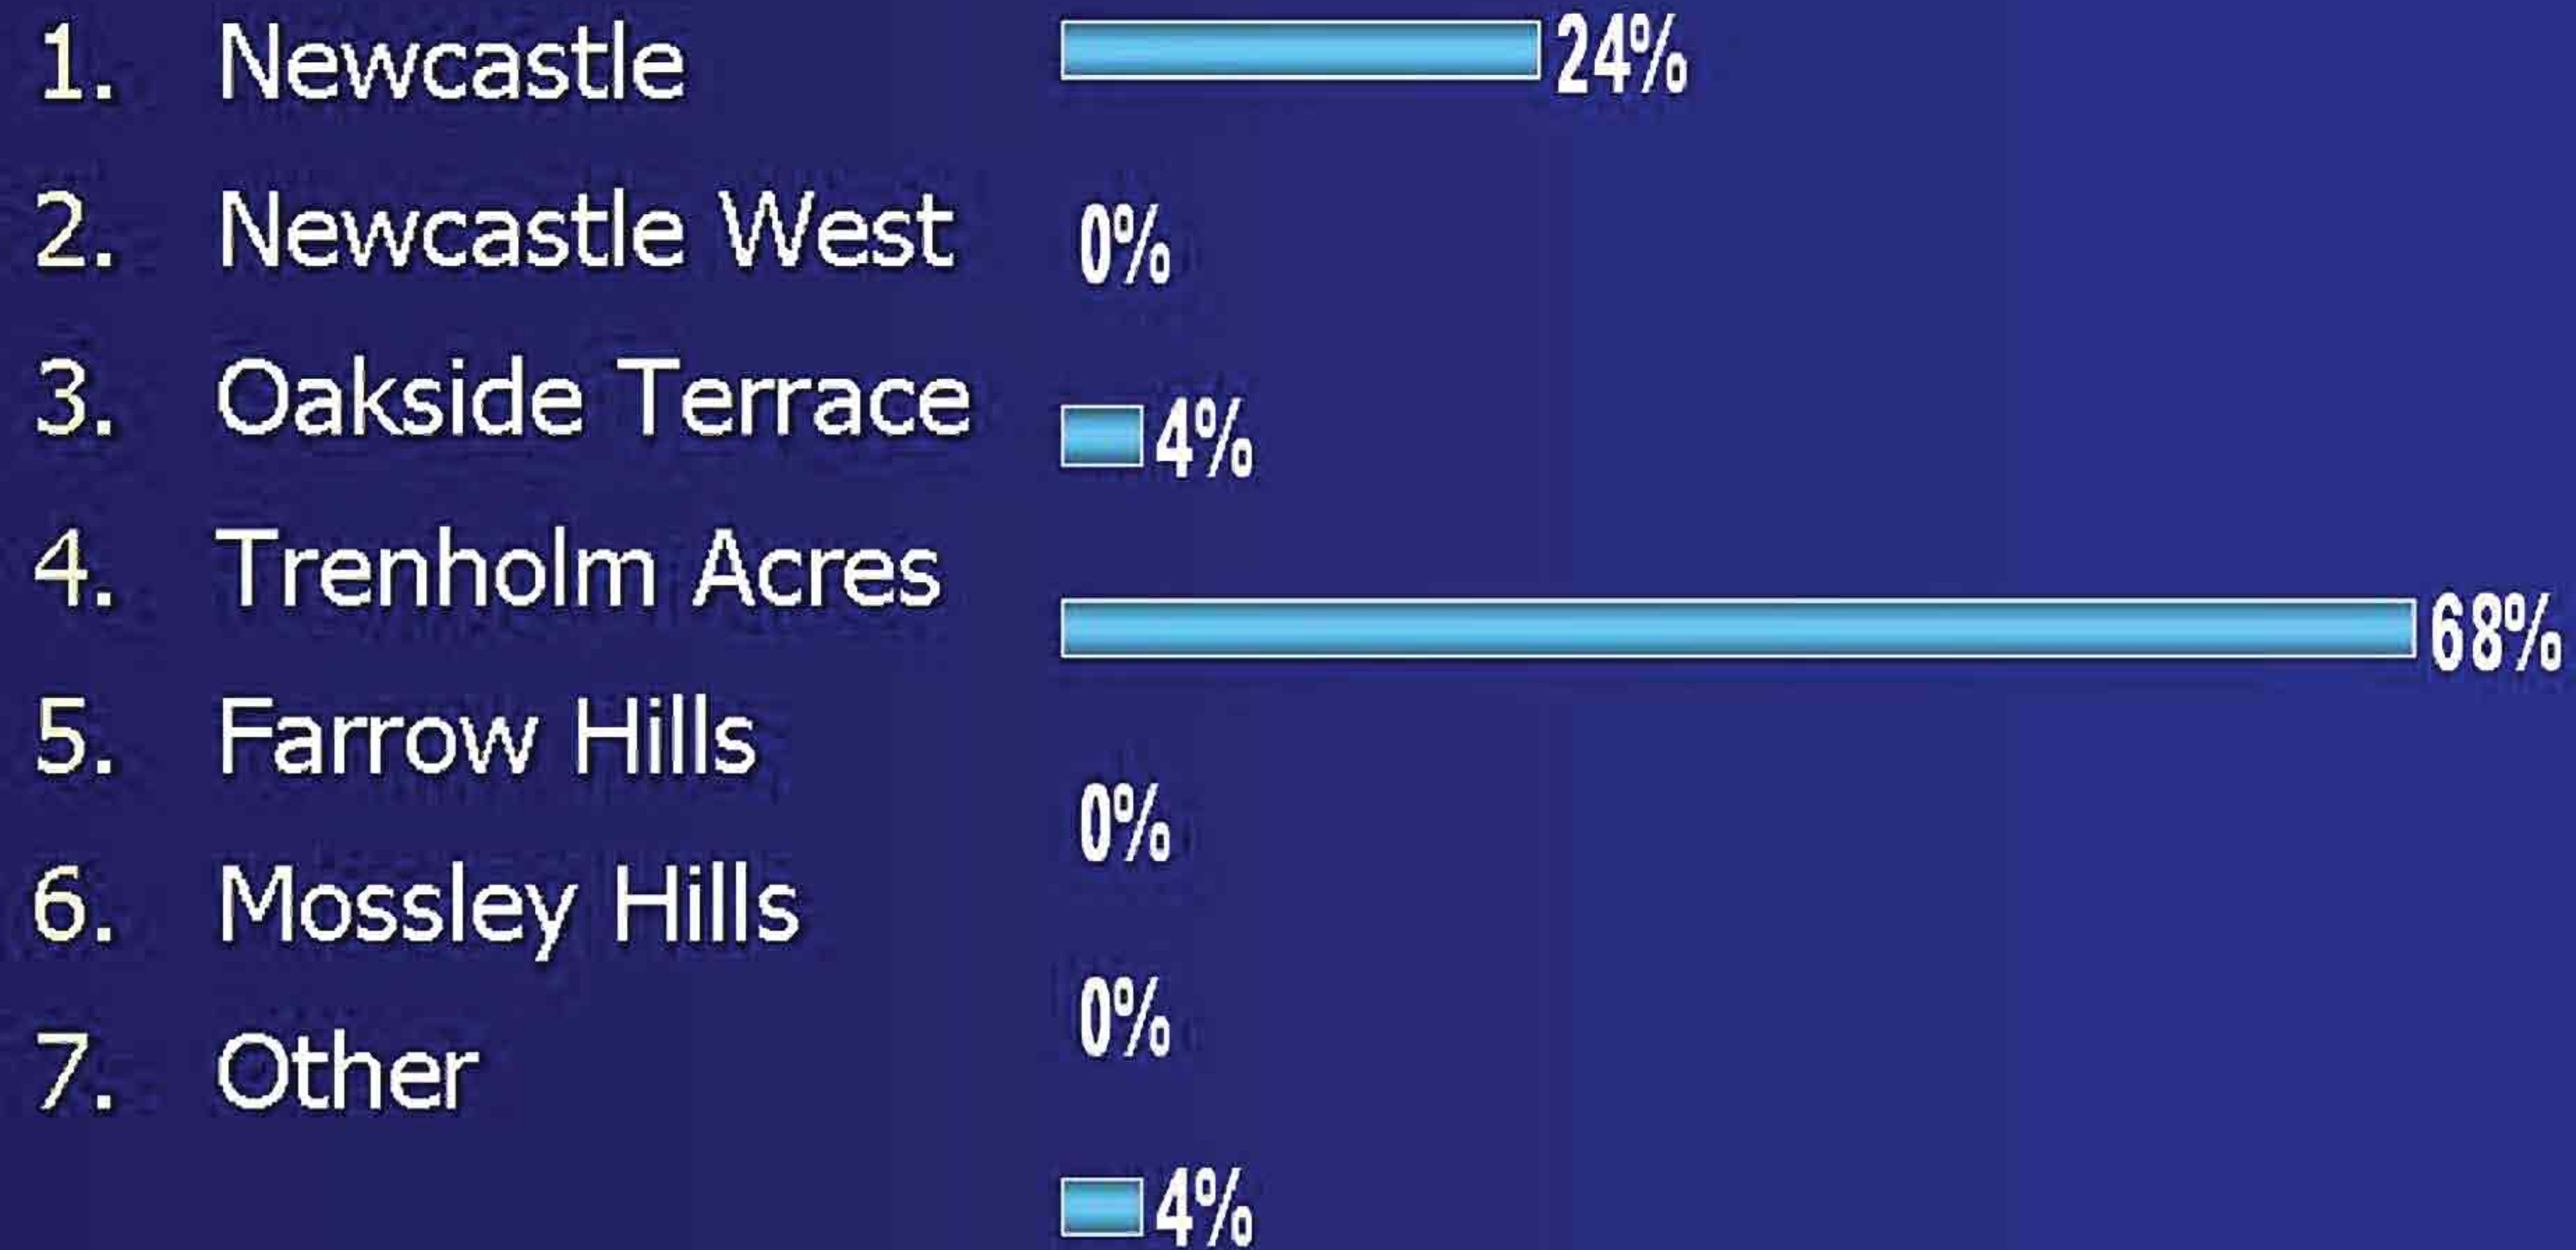 1. Newcastle 24%
2. Newcastle West 0%
3. Oakside Terrace 4%
4. Trenholm Acres 68%
5. Farrow Hills 0%
6. Mossley Hills 0%
7. Other 4%